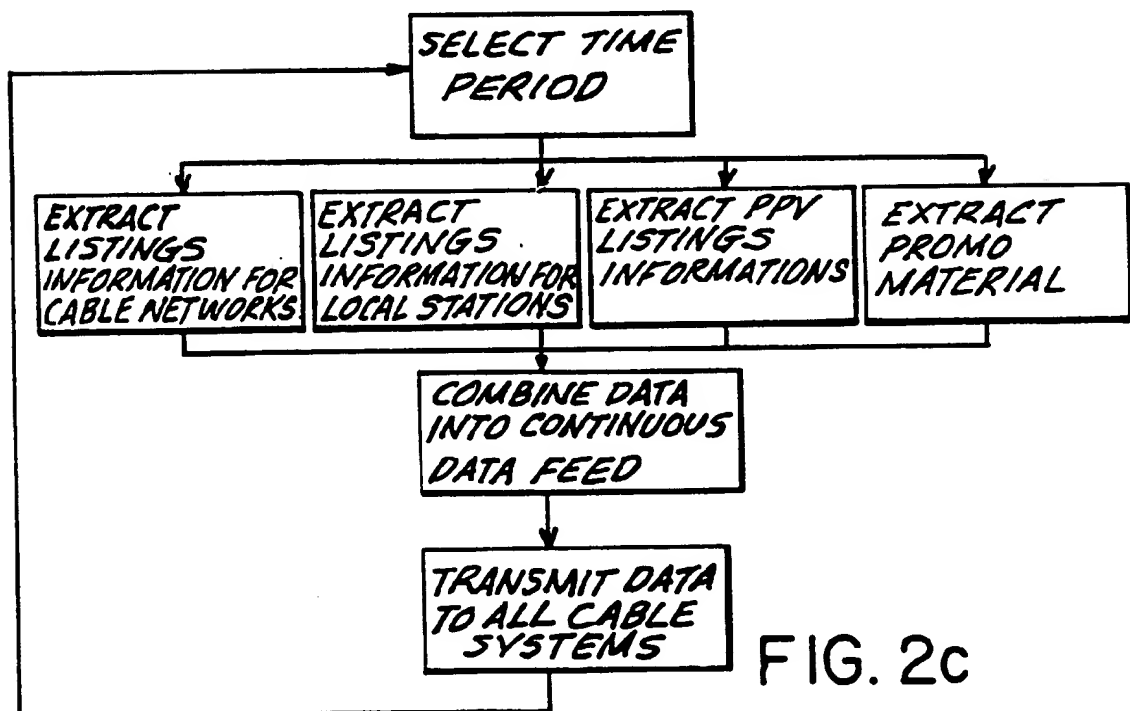 SELECT TIME
PERIOD
EXTRACT
LISTINGS
INFORMATION FOR
CABLE NETWORKS.
EXTRACT
LISTINGS
INFORMATION FOR
LOCAL STATIONS
EXTRACT PPV
LISTINGS
INFORMATIONS
EXTRACT
PROMO
MATERIAL
COMBINE DATA
INTO CONTINUOUS
DATA FEED
TRANSMIT DATA
TO ALL CABLE
SYSTEMS
FIG. 2c